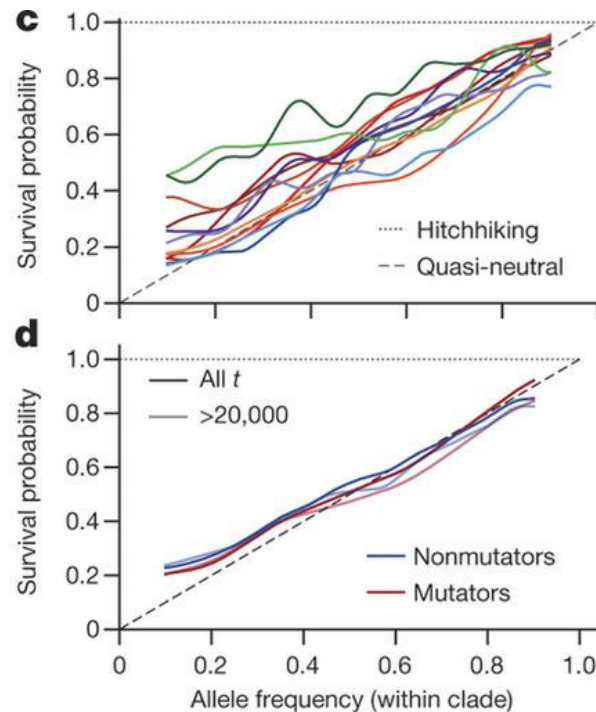 c
1.0
0.8
0.6
0.4
0.2
0
Survival probability
Hitchhiking
Quasi-neutral
d
1.0
0.8
0.6
0.4
0.2
0
Survival probability
All t
>20,000
Nonmutators
Mutators
0 0.2 0.4 0.6 0.8 1.0
Allele frequency (within clade)